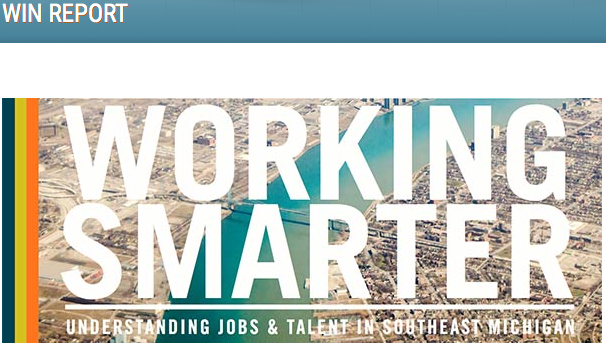 WIN REPORT
WORKING
SMARTER
UNDERSTANDING JOBS & TALENT IN SOUTHEAST MICHIGAN